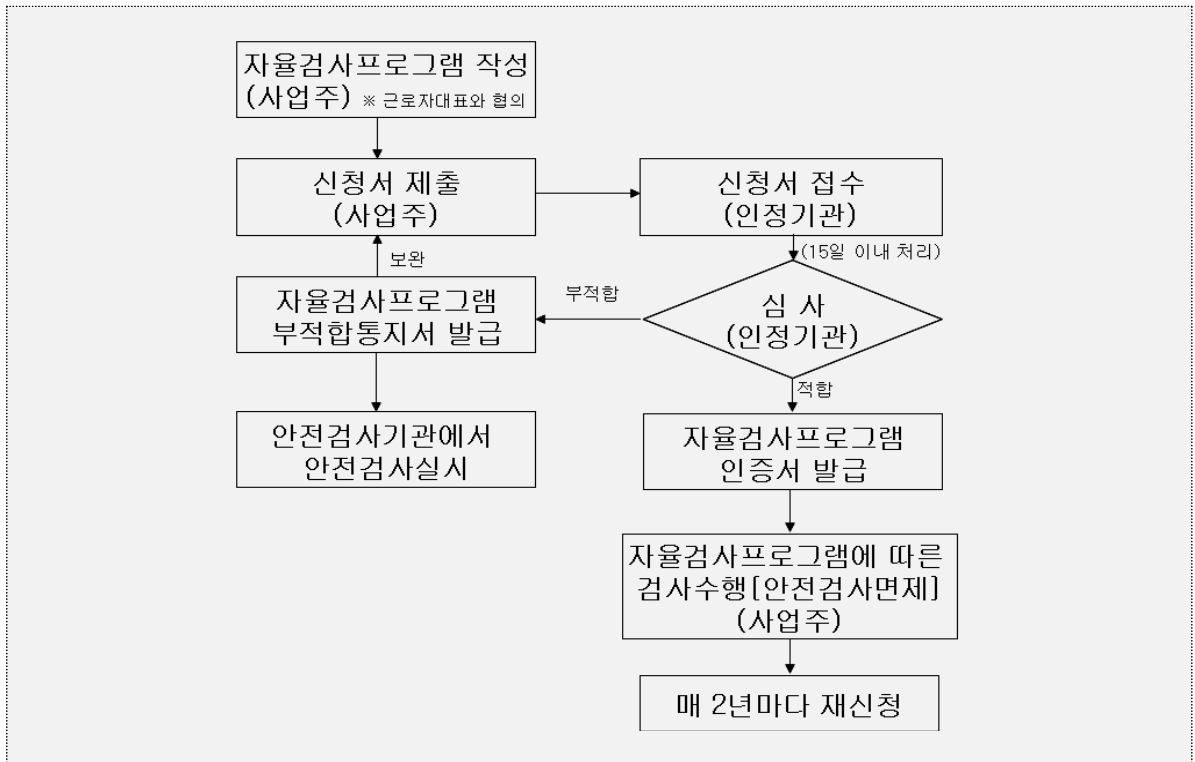 자율검사프로그램 작성
(사업주) ※ 근로자대표와 협의
신청서 제출
(사업주)
신청서 접수
(인정기관)
(15일 이내 처리)
보완
부적합
자율검사프로그램
부적합통지서 발급
심 사
(인정기관)
적합
안전검사기관에서
안전검사실시
자율검사프로그램
인증서 발급
자율검사프로그램에 따른
검사수행[안전검사면제]
(사업주)
매 2년마다 재신청